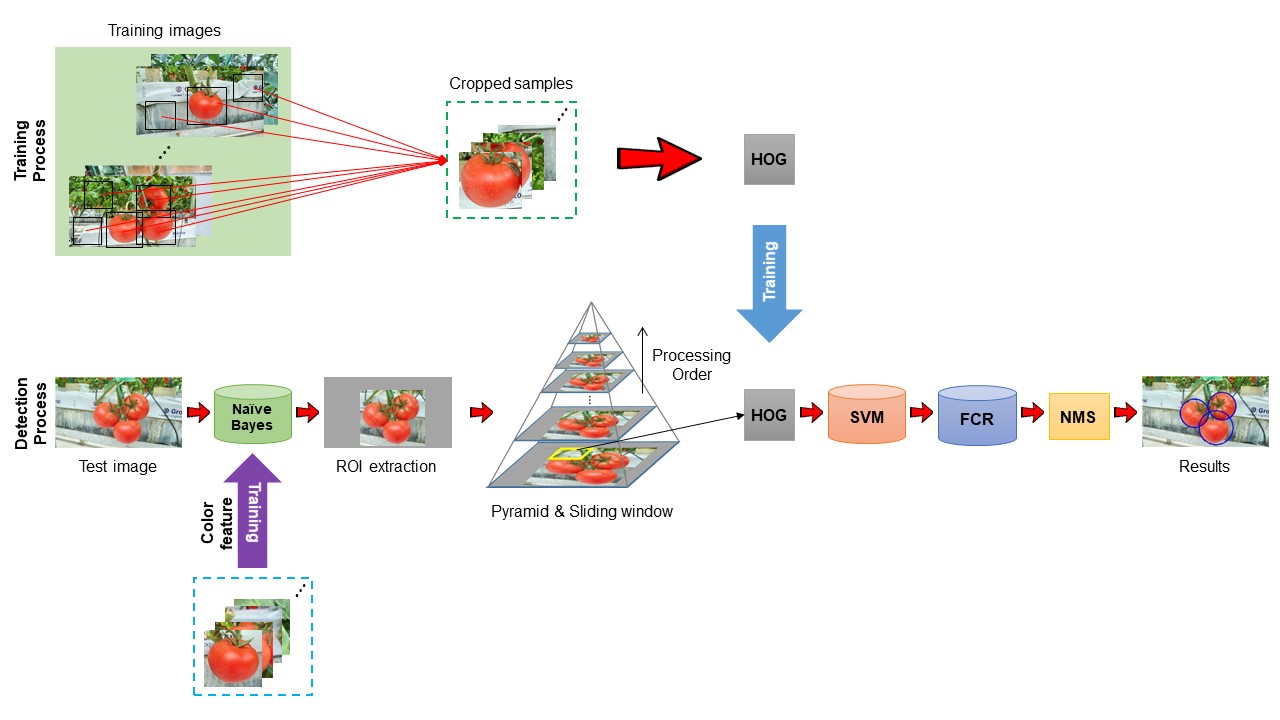 Training images
Training
Process
Cropped samples
HOG
Training
Processing
Order
Detection
Process
Test image
Naïve
Bayes
ROI extraction
Pyramid & Sliding window
HOG
SVM
FCR
NMS
Results
Color
feature
Training